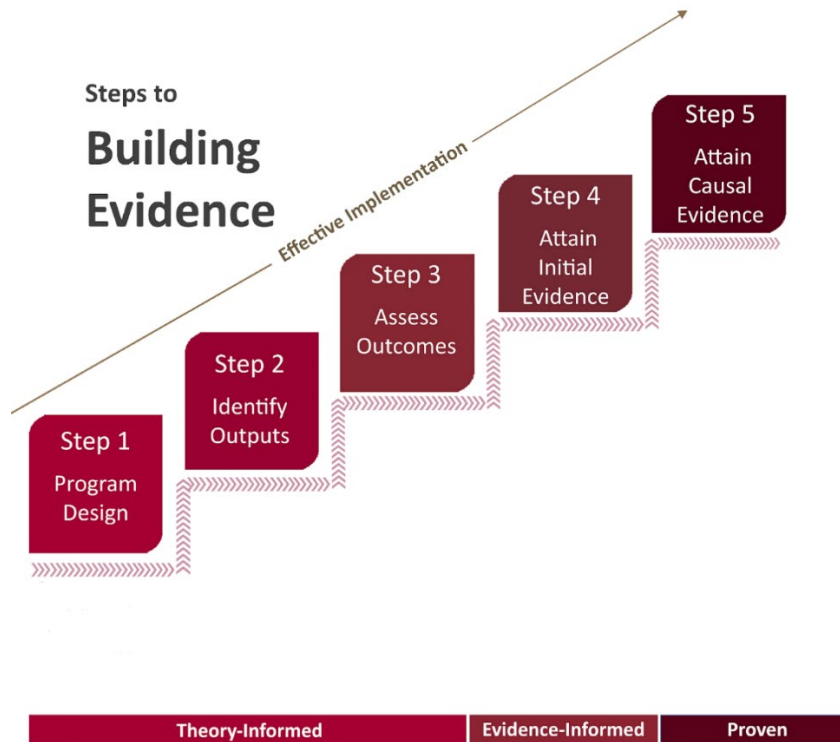 Steps to
Building
Evidence
Effective Implementation
Step 1
Program
Design
Step 2
Identify
Outputs
Step 3
Assess
Outcomes
Step 4
Attain
Initial
Evidence
Step 5
Attain
Causal
Evidence
Theory-Informed
Evidence-Informed
Proven